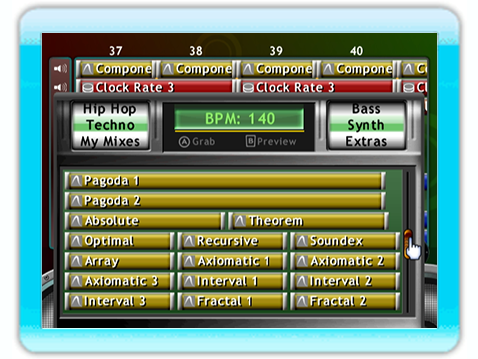 37 38 39 40
Compone Compone Compone Compone C
Clock Rate 3 Clock Rate 3
Hip Hop
Techno
My Mixes
BPM: 140
A Grab B Preview
Bass
Synth
Extras
Pagoda 1
Pagoda 2
Absolute Theorem
Optimal Recursive Soundex
Array Axiomatic 1 Axiomatic 2
Axiomatic 3 Interval 1 Interval 2
Interval 3 Fractal 1 Fractal 2